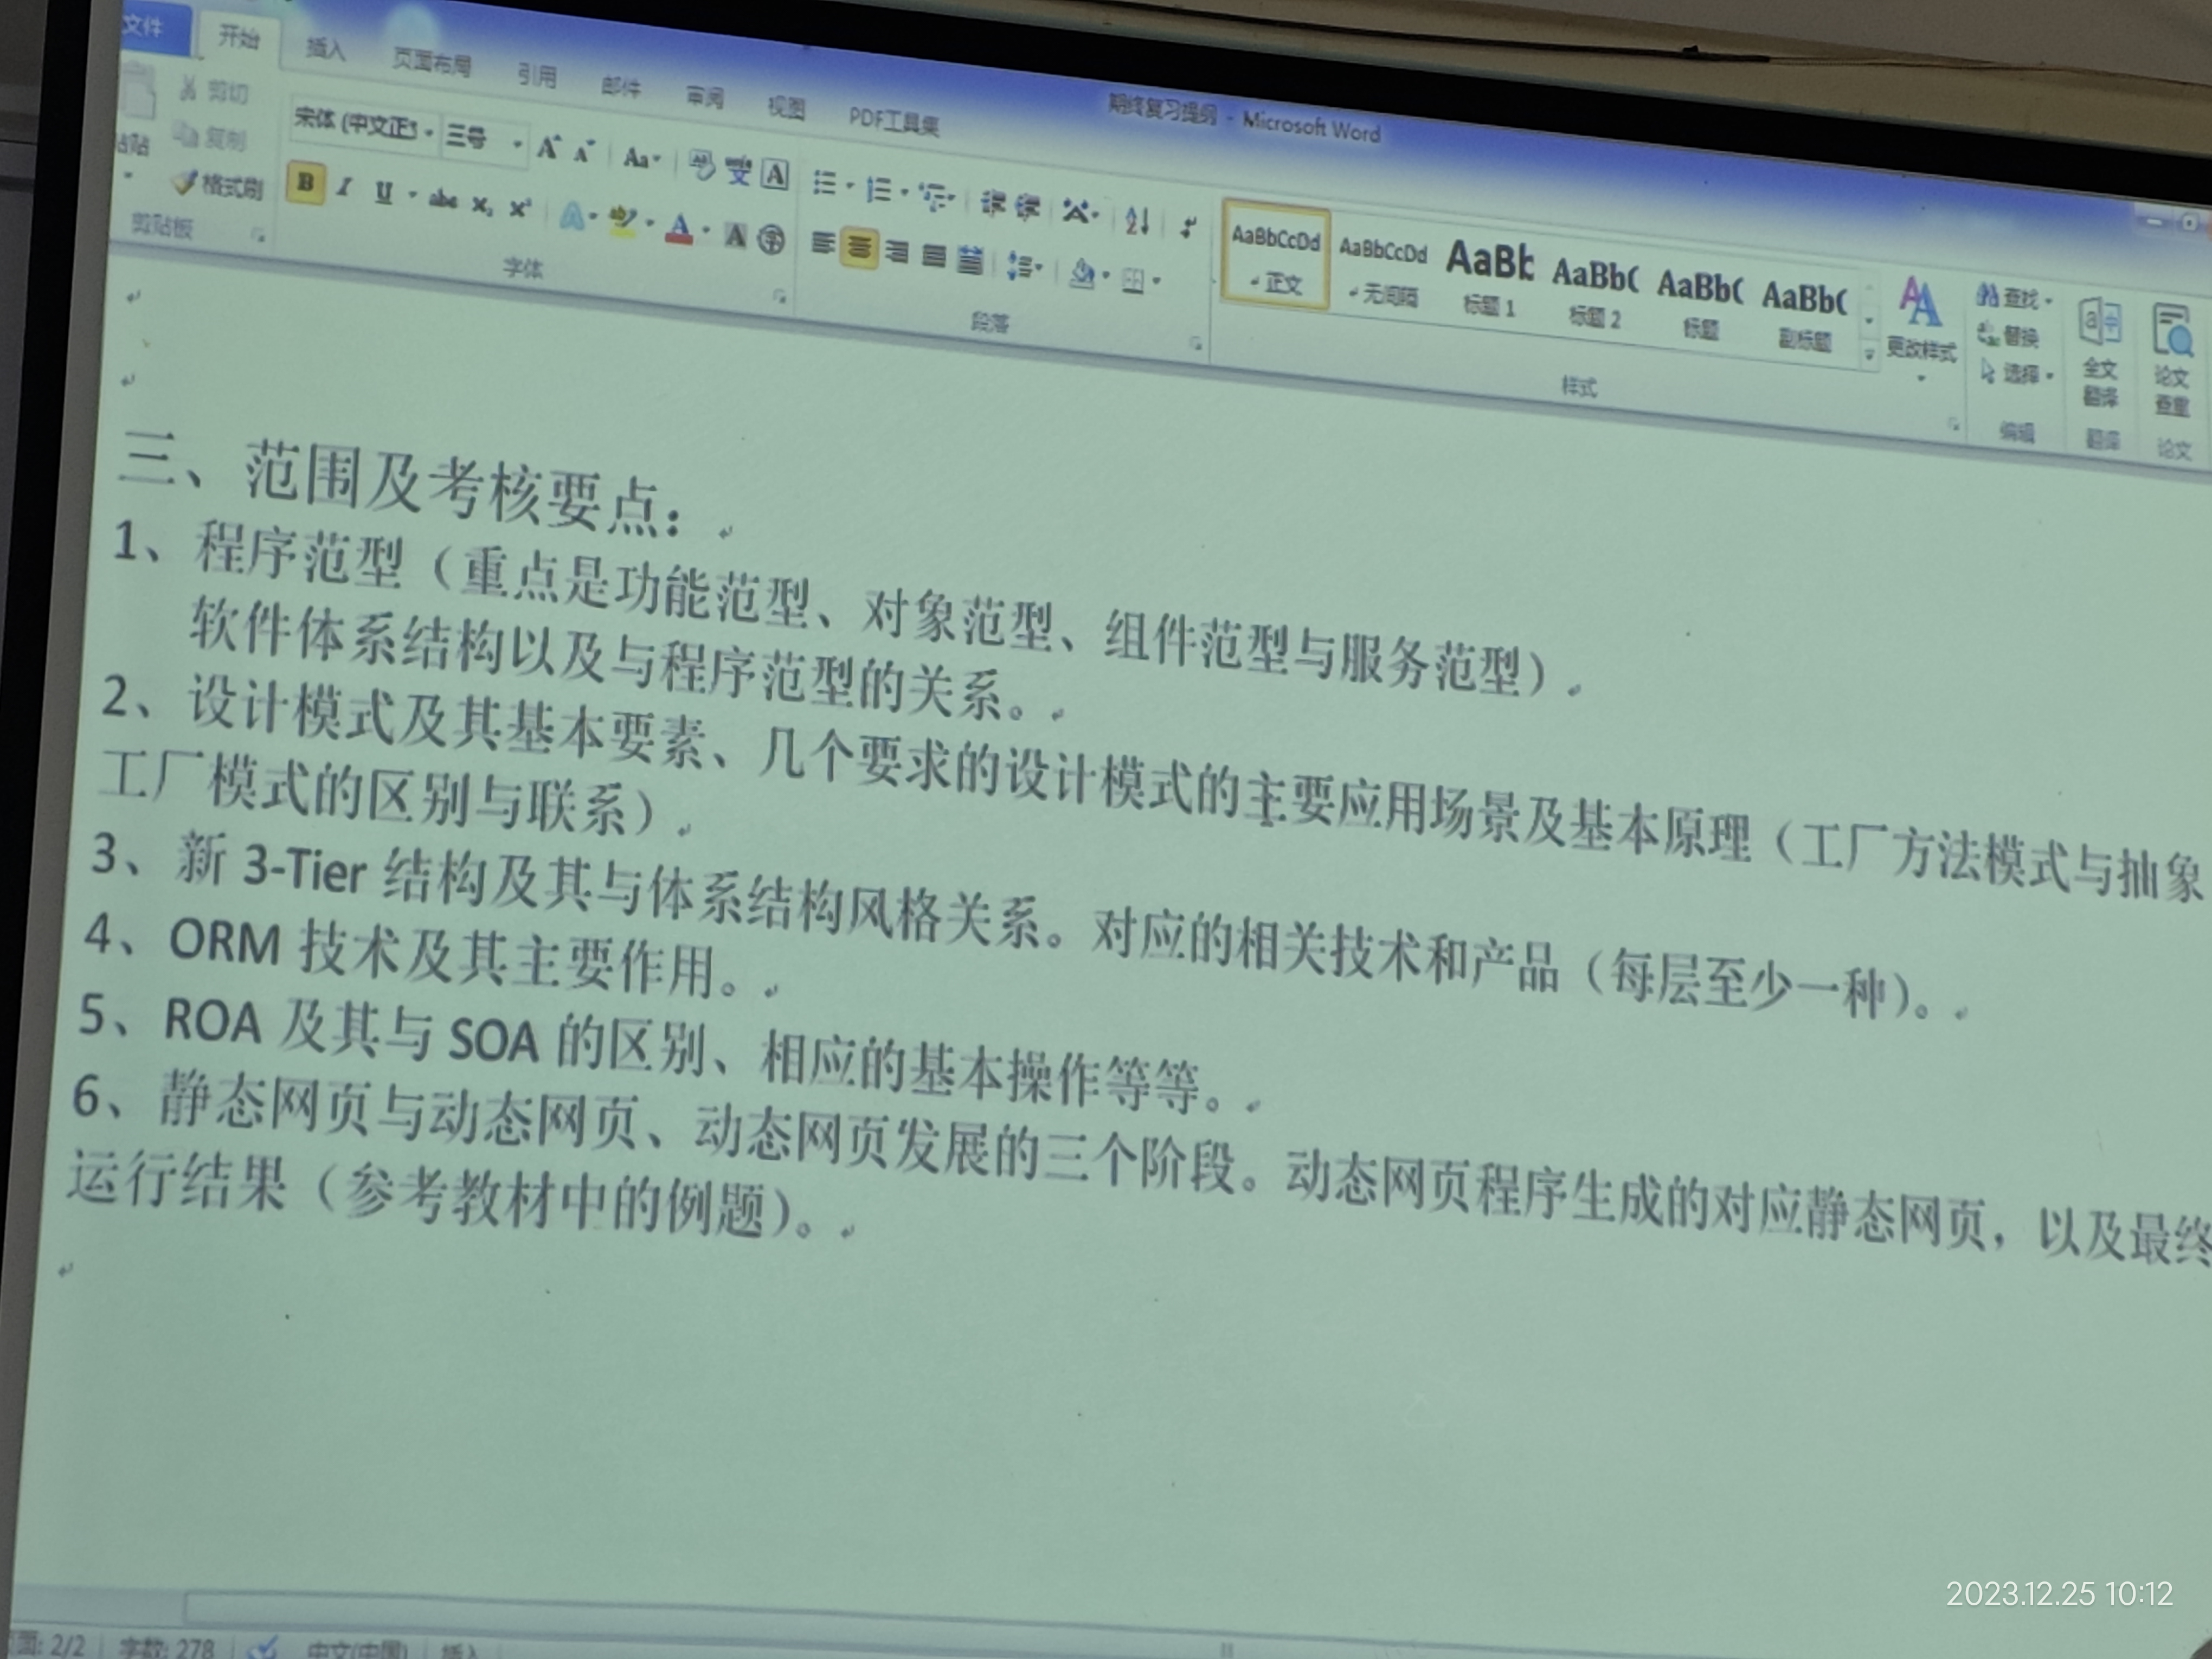 文件 开始 插入 页面布局 引用 邮件 审阅 视图 PDF工具集
期终复习提纲 - Microsoft Word
剪切
复制
格式刷
剪贴板
宋体 (中文正 三号
B I U abc x₂ x² A A A
字体
段落
AaBbCcDd AaBbCcDd AaBb AaBb( AaBb( AaBb(
正文 无间隔 标题 1 标题 2 标题 副标题
更改样式
样式
查找
替换
选择
编辑
全文
翻译
翻译
论文
查重
论文
三、范围及考核要点：
1、程序范型（重点是功能范型、对象范型、组件范型与服务范型）
软件体系结构以及与程序范型的关系。
2、设计模式及其基本要素、几个要求的设计模式的主要应用场景及基本原理（工厂方法模式与抽象
工厂模式的区别与联系）
3、新 3-Tier 结构及其与体系结构风格关系。对应的相关技术和产品（每层至少一种）。
4、ORM 技术及其主要作用。
5、ROA 及其与 SOA 的区别、相应的基本操作等等。
6、静态网页与动态网页、动态网页发展的三个阶段。动态网页程序生成的对应静态网页，以及最终
运行结果（参考教材中的例题）。
面: 2/2 字数: 278 中文(中国) 插入
2023.12.25 10:12